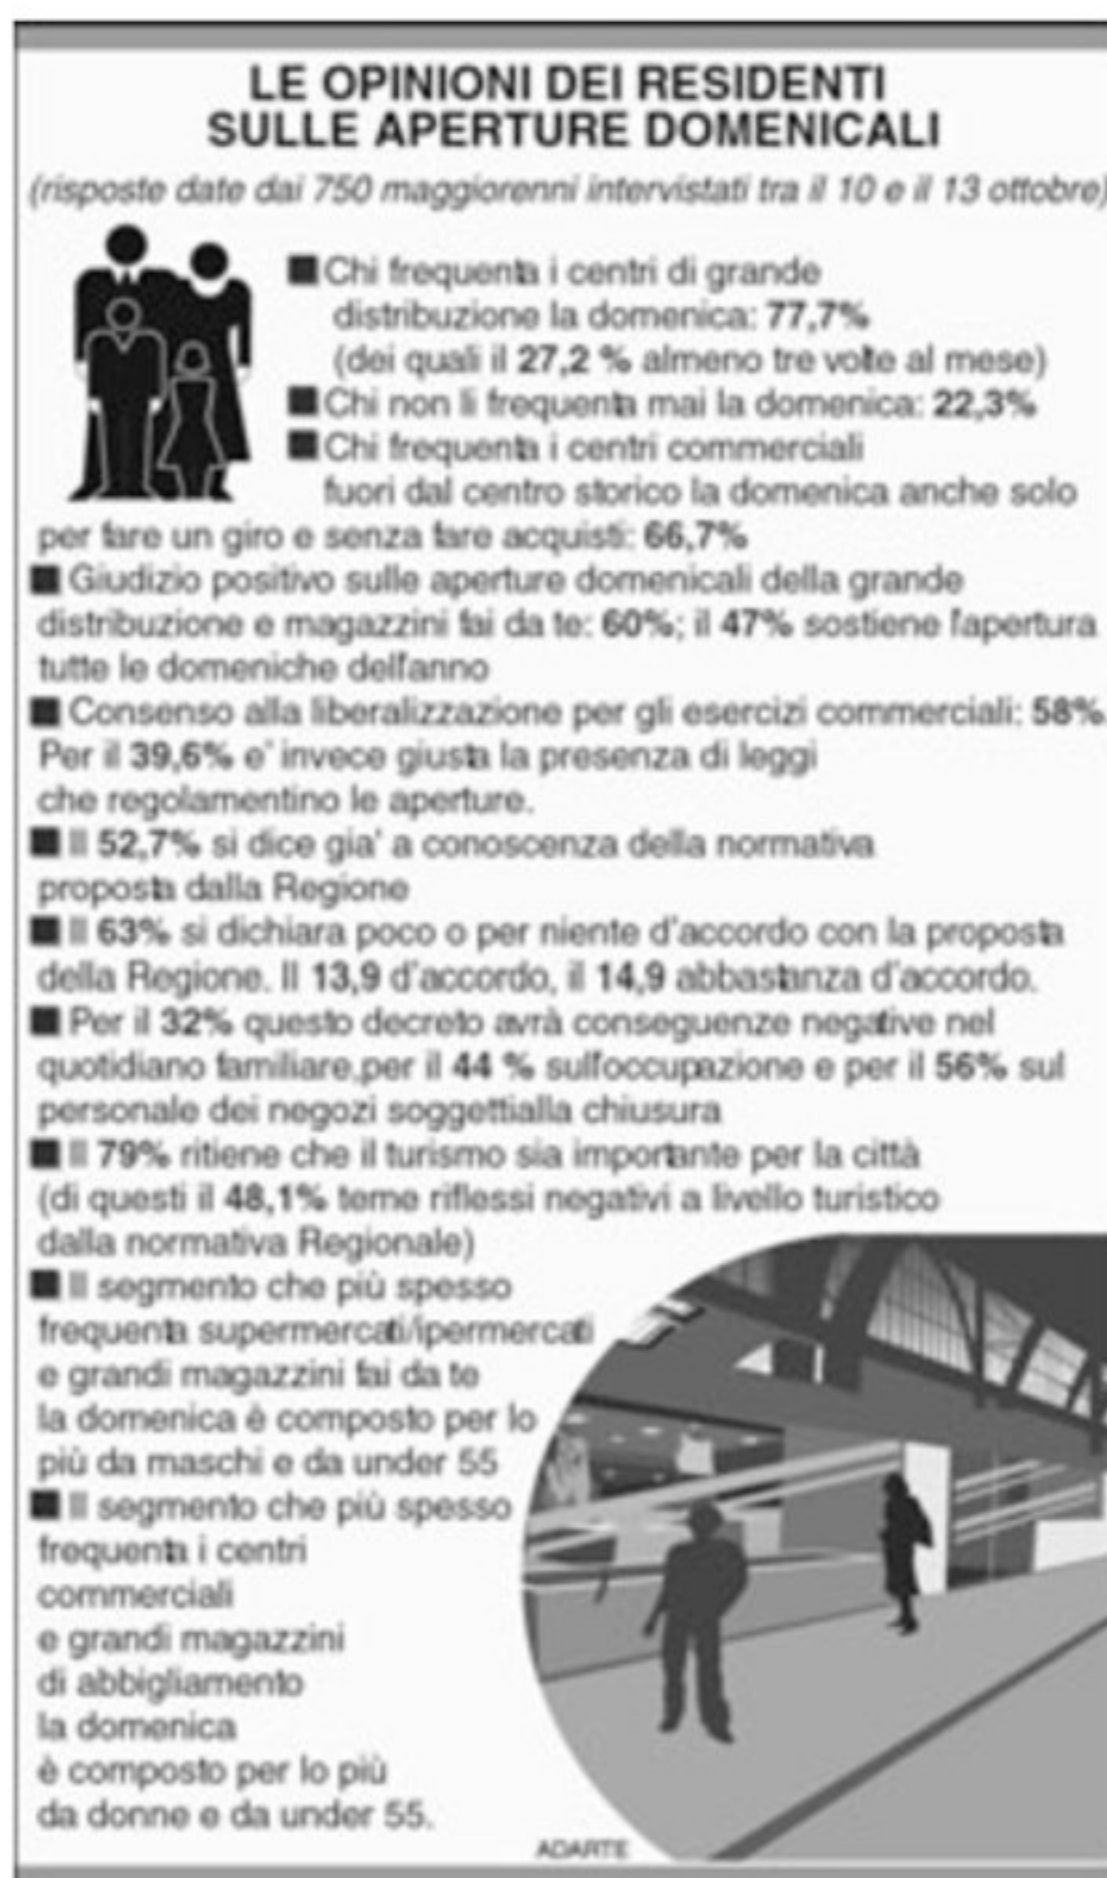 LE OPINIONI DEI RESIDENTI
SULLE APERTURE DOMENICALI
(risposte date dai 750 maggiorenni intervistati tra il 10 e il 13 ottobre)
Chi frequenta i centri di grande
distribuzione la domenica: 77,7%
(dei quali il 27,2 % almeno tre volte al mese)
Chi non li frequenta mai la domenica: 22,3%
Chi frequenta i centri commerciali
fuori dal centro storico la domenica anche solo
per fare un giro e senza fare acquisti: 66,7%
Giudizio positivo sulle aperture domenicali della grande
distribuzione e magazzini fai da te: 60%; il 47% sostiene l'apertura
tutte le domeniche dell'anno
Consenso alla liberalizzazione per gli esercizi commerciali: 58%.
Per il 39,6% e' invece giusta la presenza di leggi
che regolamentino le aperture.
Il 52,7% si dice gia' a conoscenza della normativa
proposta dalla Regione
Il 63% si dichiara poco o per niente d'accordo con la proposta
della Regione. Il 13,9 d'accordo, il 14,9 abbastanza d'accordo.
Per il 32% questo decreto avrà conseguenze negative nel
quotidiano familiare,per il 44 % sull'occupazione e per il 56% sul
personale dei negozi soggettialla chiusura
Il 79% ritiene che il turismo sia importante per la città
(di questi il 48,1% teme riflessi negativi a livello turistico
dalla normativa Regionale)
Il segmento che più spesso
frequenta supermercati/ipermercati
e grandi magazzini fai da te
la domenica è composto per lo
più da maschi e da under 55
Il segmento che più spesso
frequenta i centri
commerciali
e grandi magazzini
di abbigliamento
la domenica
è composto per lo più
da donne e da under 55.
ADARTE